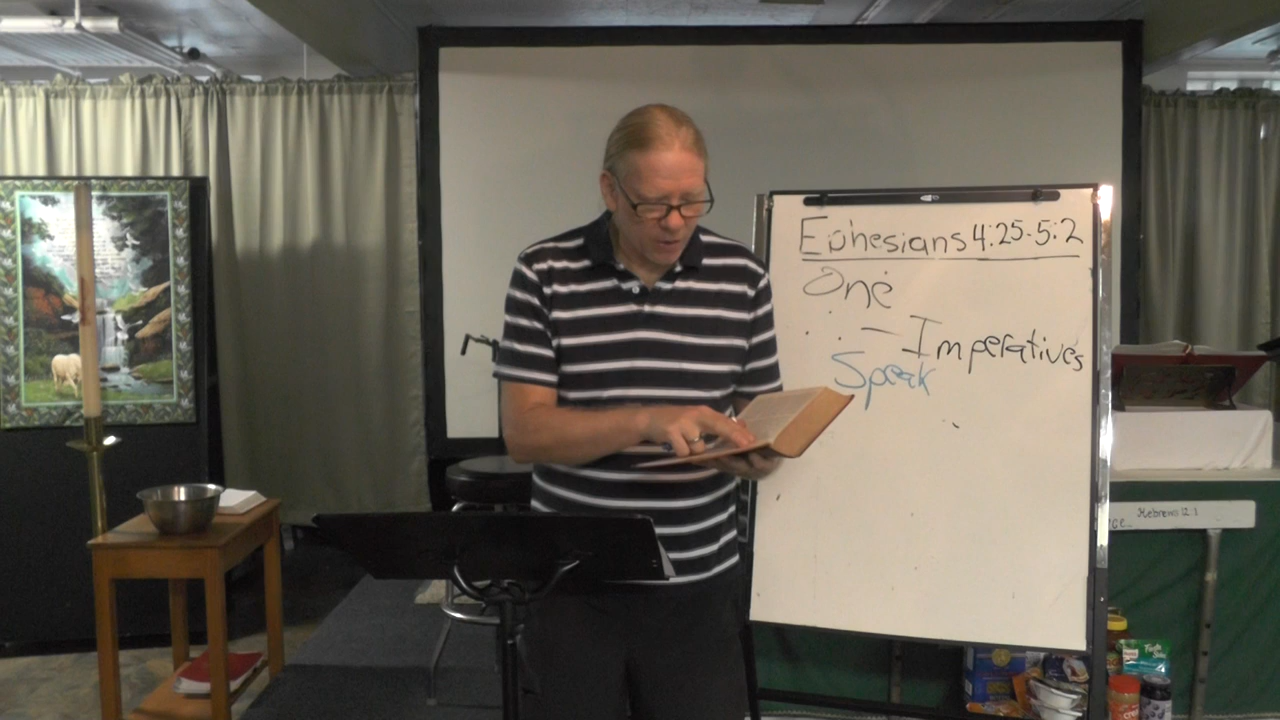 Ephesians 4:25-5:2
One
- Imperatives
Speak
Hebrews 12:1